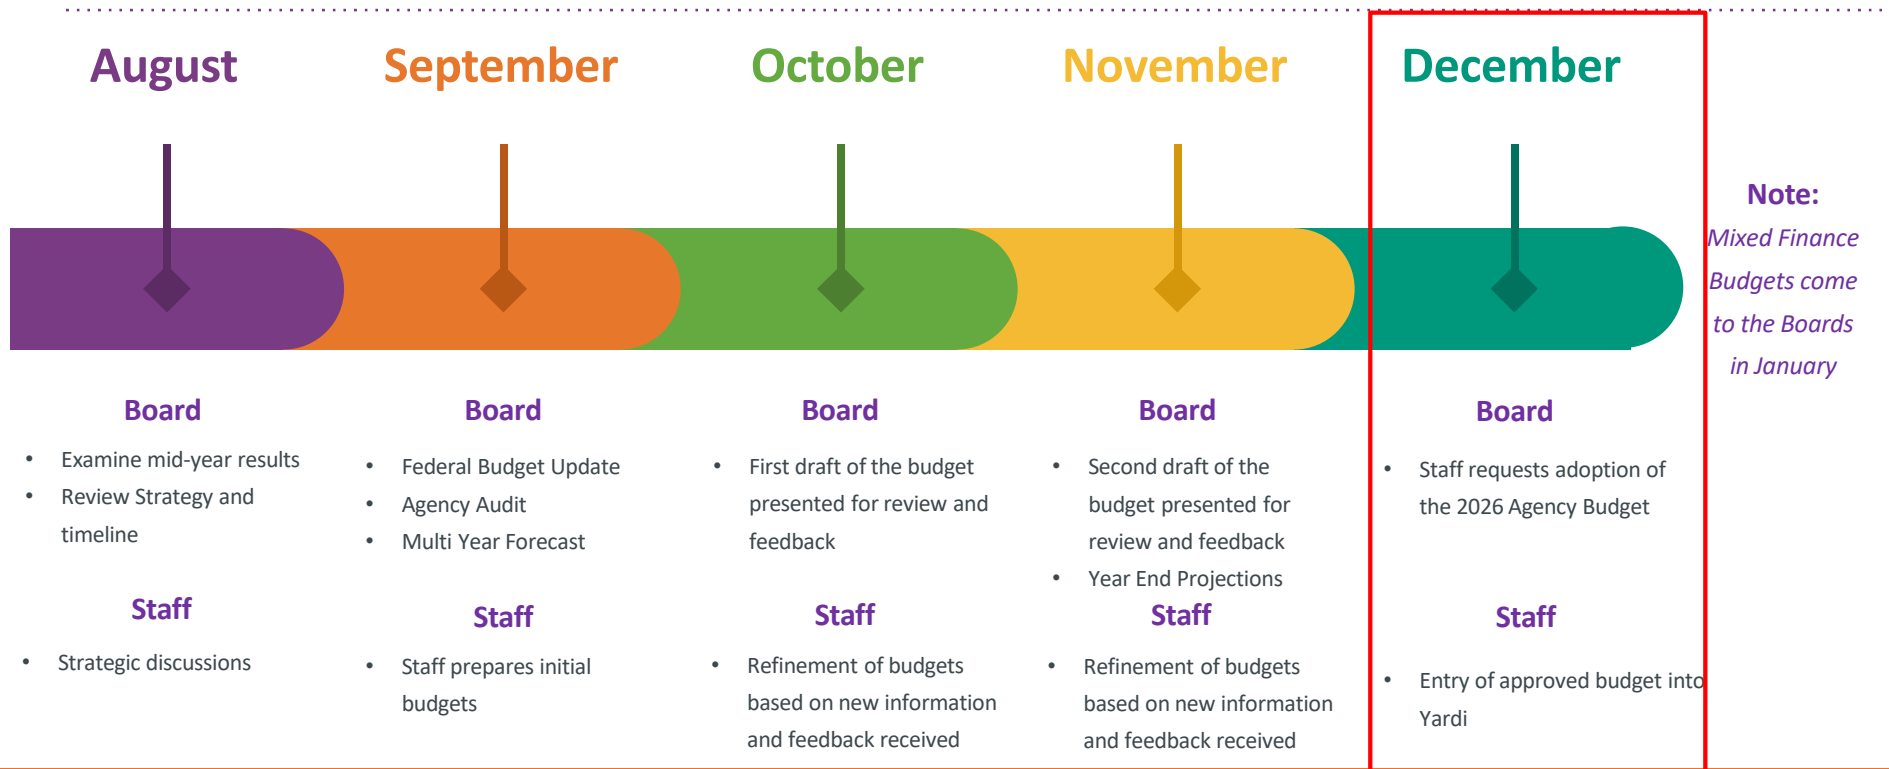 August
September
October
November
December
Note:
Mixed Finance
Budgets come
to the Boards
in January
Board
• Examine mid-year results
• Review Strategy and
timeline
Staff
• Strategic discussions
Board
• Federal Budget Update
• Agency Audit
• Multi Year Forecast
Staff
• Staff prepares initial
budgets
Board
• First draft of the budget
presented for review and
feedback
Staff
• Refinement of budgets
based on new information
and feedback received
Board
• Second draft of the
budget presented for
review and feedback
• Year End Projections
Staff
• Refinement of budgets
based on new information
and feedback received
Board
• Staff requests adoption of
the 2026 Agency Budget
Staff
• Entry of approved budget into
Yardi